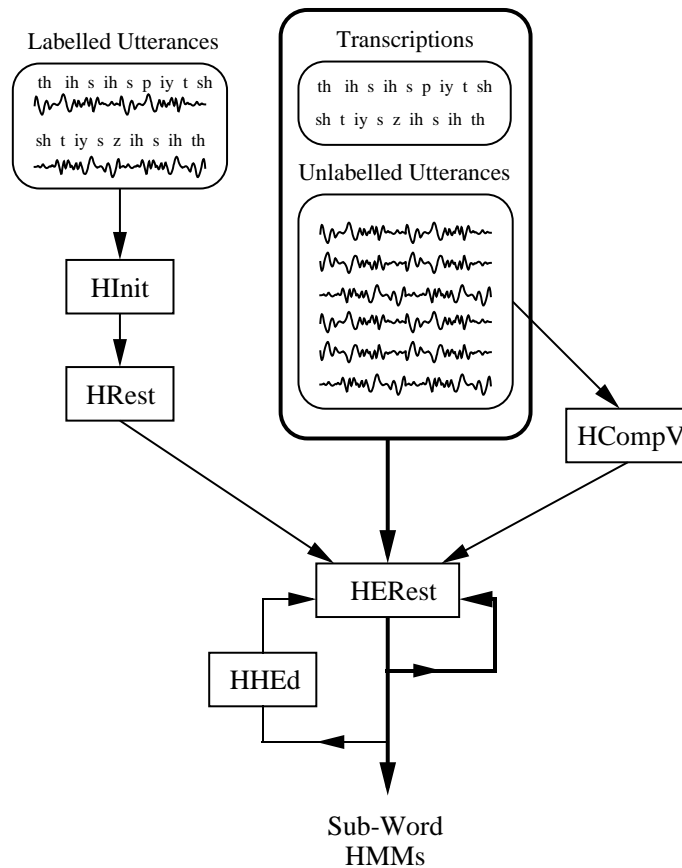 Labelled Utterances
th ih s ih s p iy t sh
sh t iy s z ih s ih th
Transcriptions
th ih s ih s p iy t sh
sh t iy s z ih s ih th
Unlabelled Utterances
HInit
HRest
HCompV
HERest
HHEd
Sub-Word
HMMs